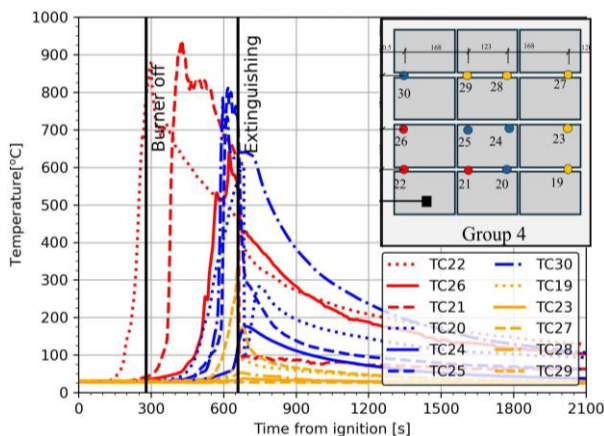 Temperature[°C]
1000
900
800
700
600
500
400
300
200
100
0
0 300 600 900 1200 1500 1800 2100
Time from ignition [s]
Burner off
Extinguishing
168 123 168
30 29 28 27
26 25 24 23
22 21 20 19
Group 4
TC22 TC30
TC26 TC19
TC21 TC23
TC20 TC27
TC24 TC28
TC25 TC29